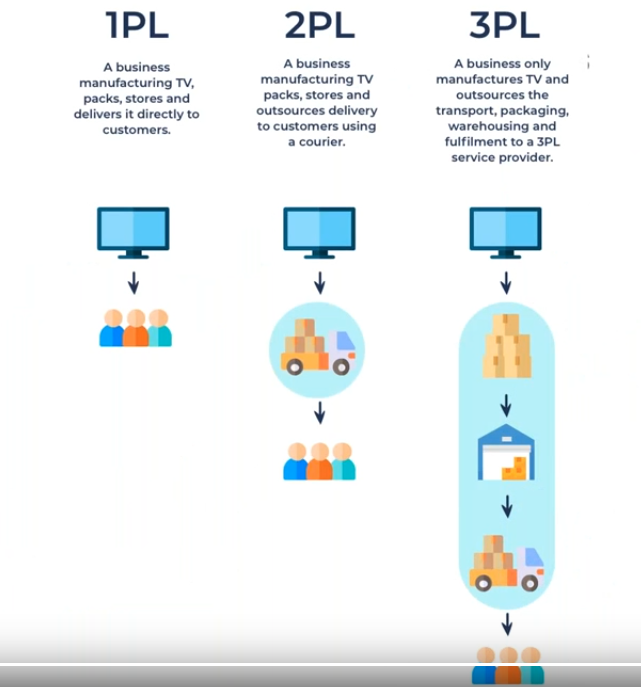 1PL
A business
manufacturing TV,
packs, stores and
delivers it directly to
customers.
2PL
A business
manufacturing TV
packs, stores and
outsources delivery
to customers using
a courier.
3PL
A business only
manufactures TV and
outsources the
transport, packaging,
warehousing and
fulfilment to a 3PL
service provider.